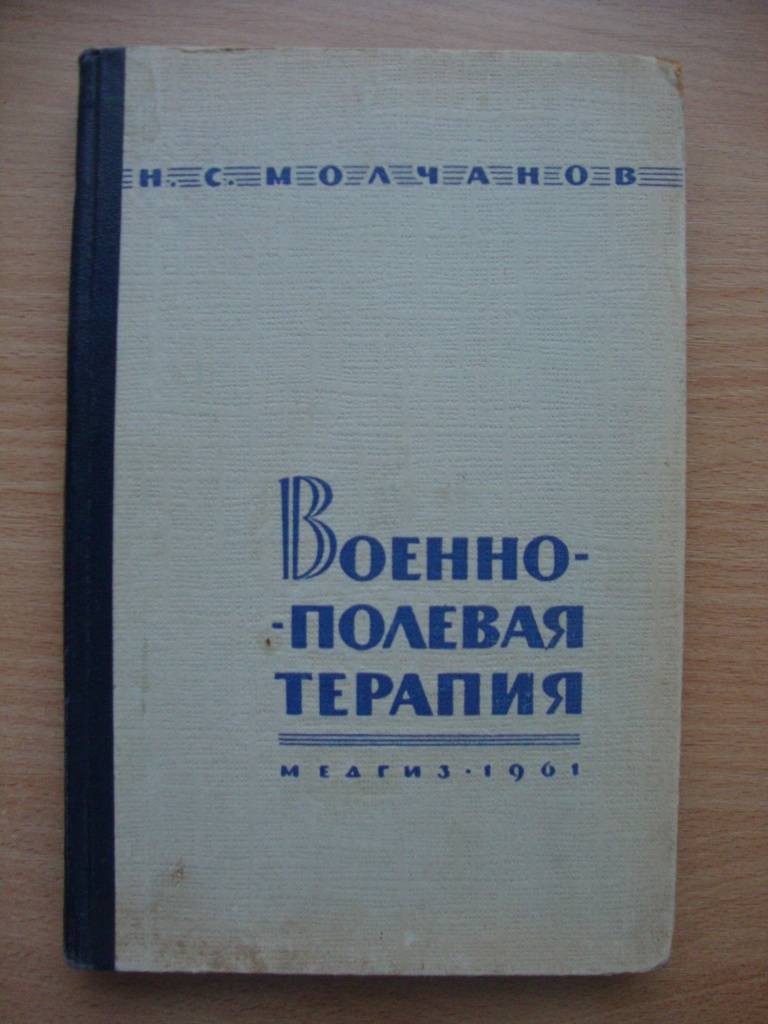 Н. С. МОЛЧАНОВ
ВОЕННО-
-ПОЛЕВАЯ
ТЕРАПИЯ
МЕДГИЗ · 1961